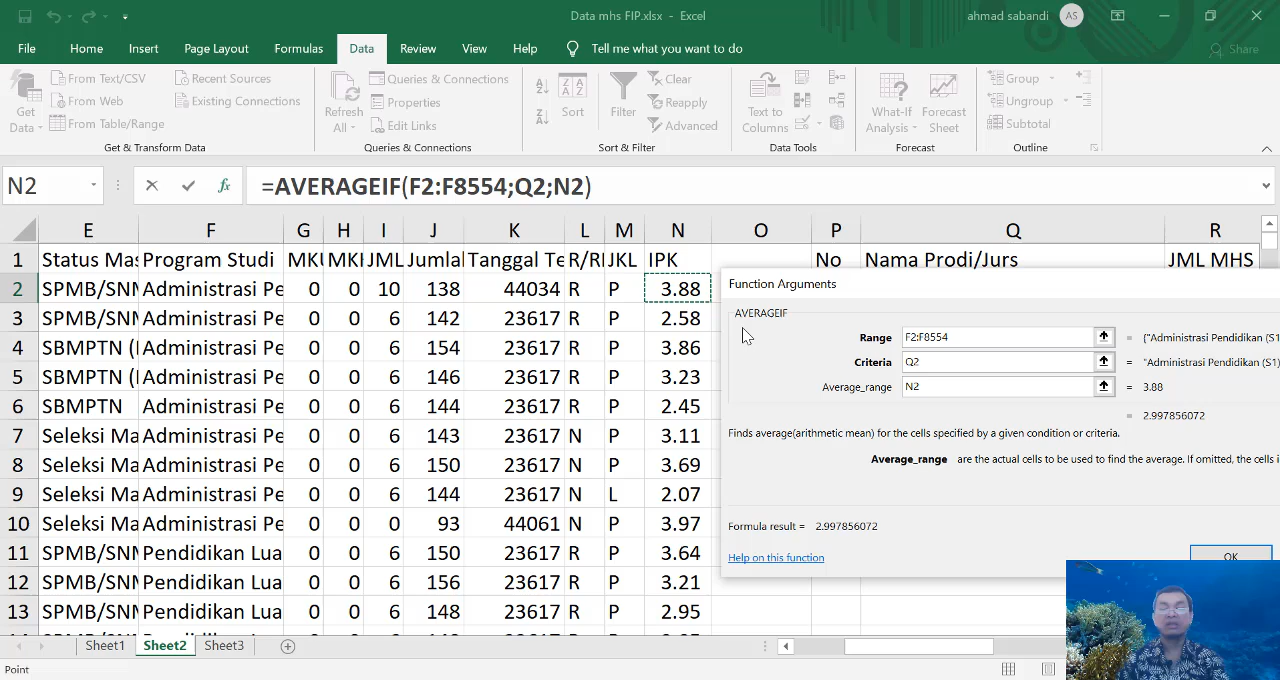 Data mhs FIP.xlsx - Excel
ahmad sabandi AS
File Home Insert Page Layout Formulas Data Review View Help Tell me what you want to do Share
Get Data
From Text/CSV
From Web
From Table/Range
Recent Sources
Existing Connections
Get & Transform Data
Refresh All
Queries & Connections
Properties
Edit Links
Queries & Connections
Sort
Filter
Clear
Reapply
Advanced
Sort & Filter
Text to Columns
Data Tools
What-If Analysis
Forecast Sheet
Forecast
Group
Ungroup
Subtotal
Outline
N2 fx =AVERAGEIF(F2:F8554;Q2;N2)
E F G H I J K L M N O P Q R
1 Status Mas Program Studi MKU MKI JML Jumlal Tanggal Te R/RI JKL IPK No Nama Prodi/Jurs JML MHS
2 SPMB/SNM Administrasi Pe 0 0 10 138 44034 R P 3.88
3 SPMB/SNM Administrasi Pe 0 0 6 142 23617 R P 2.58
4 SBMPTN (I Administrasi Pe 0 0 6 154 23617 R P 3.86
5 SBMPTN (I Administrasi Pe 0 0 6 146 23617 R P 3.23
6 SBMPTN Administrasi Pe 0 0 6 144 23617 R P 2.45
7 Seleksi Ma Administrasi Pe 0 0 6 143 23617 N P 3.11
8 Seleksi Ma Administrasi Pe 0 0 6 150 23617 N P 3.69
9 Seleksi Ma Administrasi Pe 0 0 6 144 23617 N L 2.07
10 Seleksi Ma Administrasi Pe 0 0 0 93 44061 N P 3.97
11 SPMB/SNM Pendidikan Lua 0 0 6 150 23617 R P 3.64
12 SPMB/SNM Pendidikan Lua 0 0 6 156 23617 R P 3.21
13 SPMB/SNM Pendidikan Lua 0 0 6 148 23617 R P 2.95
Function Arguments
AVERAGEIF
Range F2:F8554 = {"Administrasi Pendidikan (S1)
Criteria Q2 = "Administrasi Pendidikan (S1)
Average_range N2 = 3.88
= 2.997856072
Finds average(arithmetic mean) for the cells specified by a given condition or criteria.
Average_range are the actual cells to be used to find the average. If omitted, the cells i
Formula result = 2.997856072
Help on this function
OK
Sheet1 Sheet2 Sheet3
Point